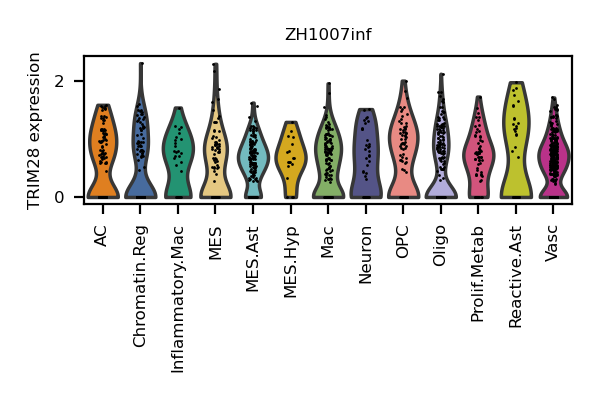 ZH1007inf
TRIM28 expression
2
0
AC
Chromatin.Reg
Inflammatory.Mac
MES
MES.Ast
MES.Hyp
Mac
Neuron
OPC
Oligo
Prolif.Metab
Reactive.Ast
Vasc